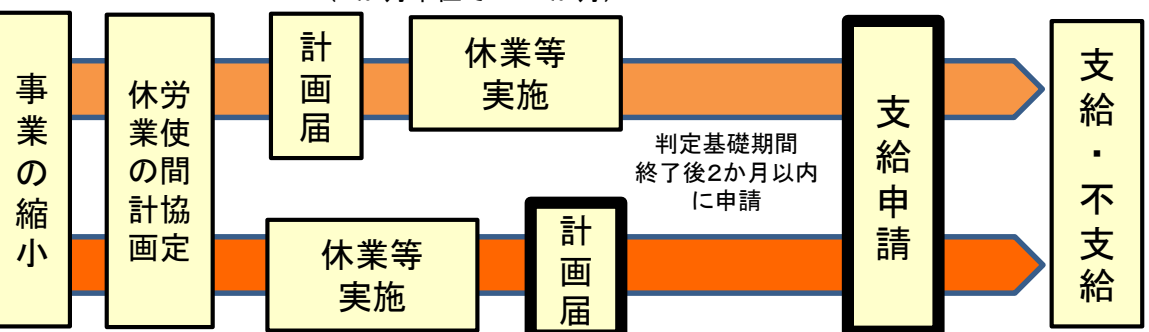 事業の縮小
労使間協定
休業の計画
計画届
休業等
実施
判定基礎期間
終了後2か月以内
に申請
休業等
実施
計画届
支給申請
支給・不支給